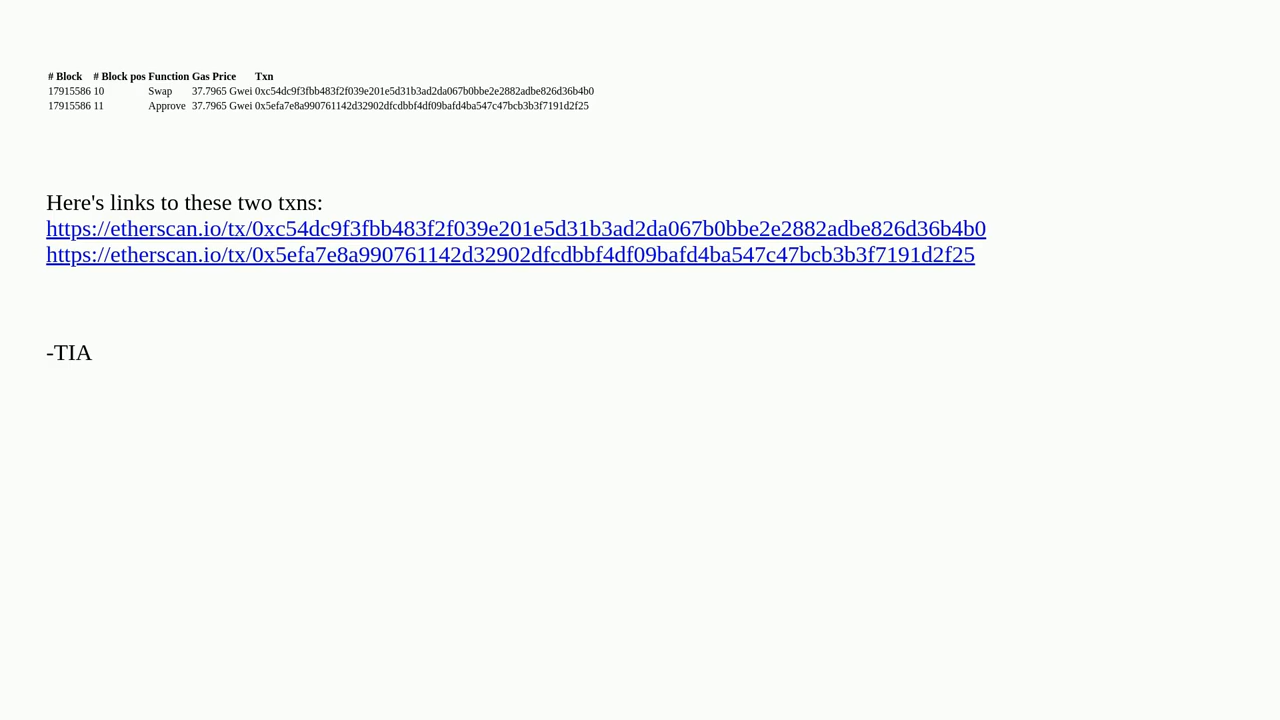 # Block # Block pos Function Gas Price Txn
17915586 10 Swap 37.7965 Gwei 0xc54dc9f3fbb483f2f039e201e5d31b3ad2da067b0bbe2e2882adbe826d36b4b0
17915586 11 Approve 37.7965 Gwei 0x5efa7e8a990761142d32902dfcdbbf4df09bafd4ba547c47bcb3b3f7191d2f25
Here's links to these two txns:
https://etherscan.io/tx/0xc54dc9f3fbb483f2f039e201e5d31b3ad2da067b0bbe2e2882adbe826d36b4b0
https://etherscan.io/tx/0x5efa7e8a990761142d32902dfcdbbf4df09bafd4ba547c47bcb3b3f7191d2f25
-TIA